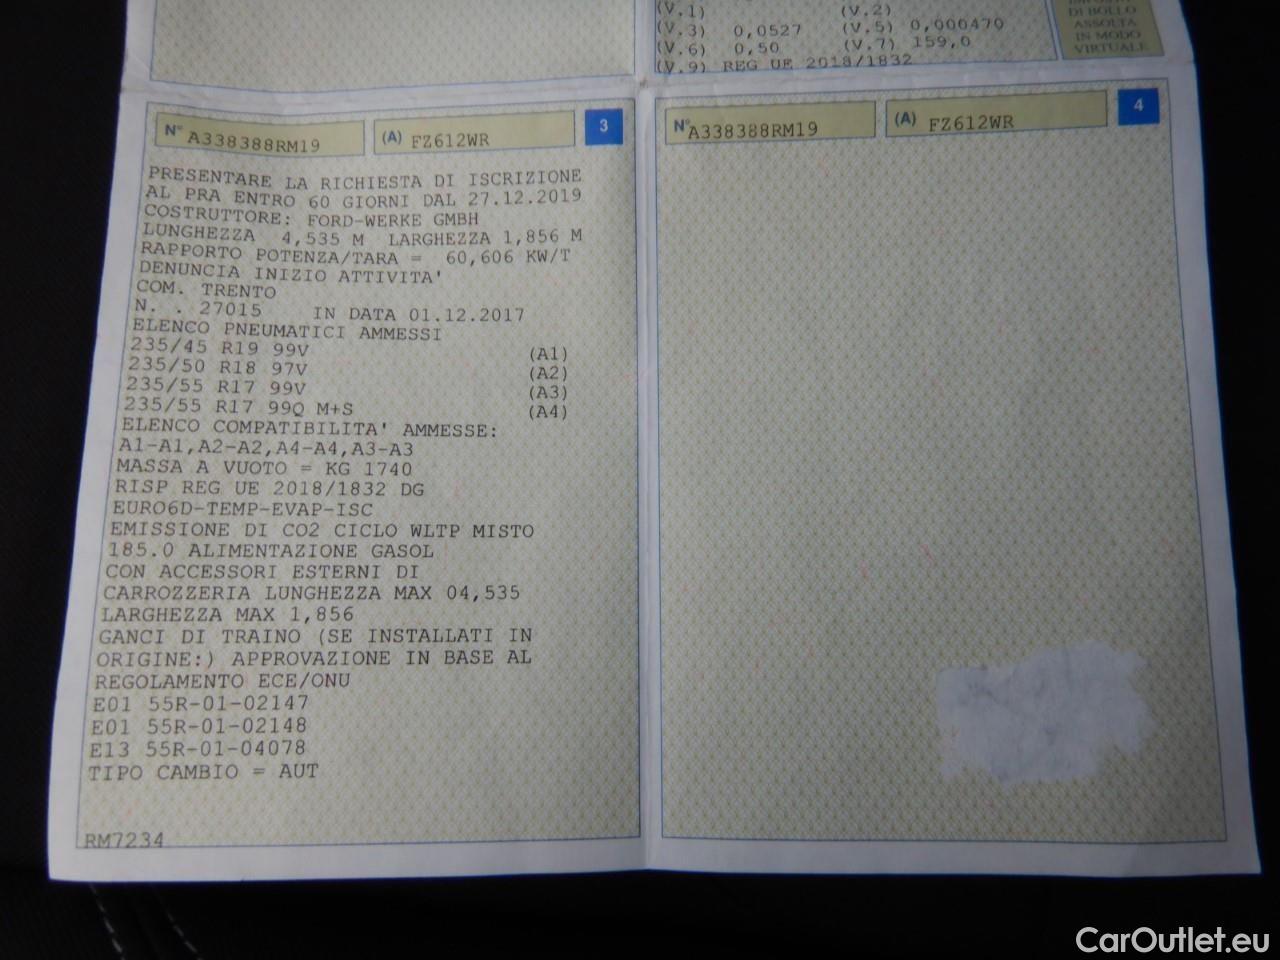 (V.1) (V.2)
(V.3) 0,0527 (V.5) 0,000470
(V.6) 0,50 (V.7) 159,0
(V.9) REG UE 2018/1832
DI BOLLO
ASSOLTA
IN MODO
VIRTUALE
N° A338388RM19 (A) FZ612WR 3
PRESENTARE LA RICHIESTA DI ISCRIZIONE
AL PRA ENTRO 60 GIORNI DAL 27.12.2019
COSTRUTTORE: FORD-WERKE GMBH
LUNGHEZZA 4,535 M LARGHEZZA 1,856 M
RAPPORTO POTENZA/TARA = 60,606 KW/T
DENUNCIA INIZIO ATTIVITA'
COM. TRENTO
N. . 27015 IN DATA 01.12.2017
ELENCO PNEUMATICI AMMESSI
235/45 R19 99V (A1)
235/50 R18 97V (A2)
235/55 R17 99V (A3)
235/55 R17 99Q M+S (A4)
ELENCO COMPATIBILITA' AMMESSE:
A1-A1,A2-A2,A4-A4,A3-A3
MASSA A VUOTO = KG 1740
RISP REG UE 2018/1832 DG
EURO6D-TEMP-EVAP-ISC
EMISSIONE DI CO2 CICLO WLTP MISTO
185.0 ALIMENTAZIONE GASOL
CON ACCESSORI ESTERNI DI
CARROZZERIA LUNGHEZZA MAX 04,535
LARGHEZZA MAX 1,856
GANCI DI TRAINO (SE INSTALLATI IN
ORIGINE:) APPROVAZIONE IN BASE AL
REGOLAMENTO ECE/ONU
E01 55R-01-02147
E01 55R-01-02148
E13 55R-01-04078
TIPO CAMBIO = AUT
RM7234
N° A338388RM19 (A) FZ612WR 4
CarOutlet.eu